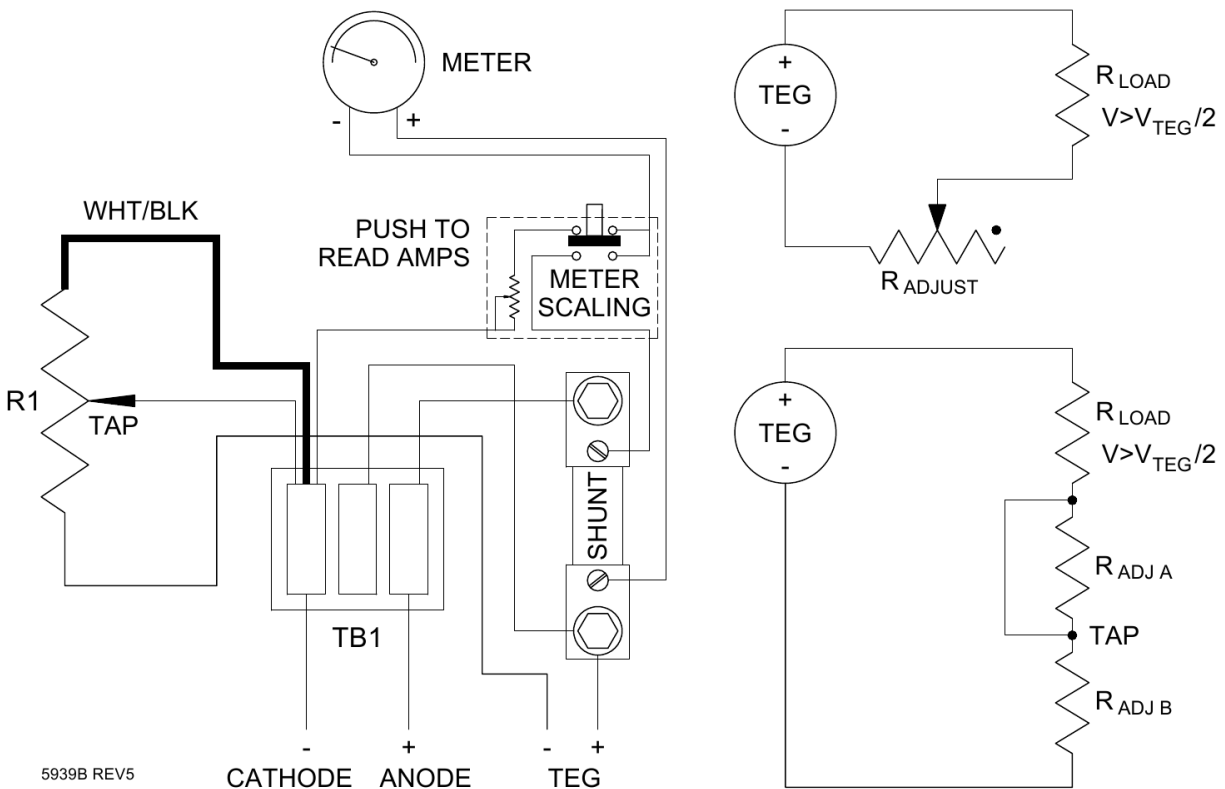 METER
- +
WHT/BLK
PUSH TO
READ AMPS
METER
SCALING
R1
TAP
SHUNT
TB1
- + - +
CATHODE ANODE TEG
5939B REV5
+
TEG
-
R LOAD
V>V TEG /2
R ADJUST
+
TEG
-
R LOAD
V>V TEG /2
R ADJ A
TAP
R ADJ B